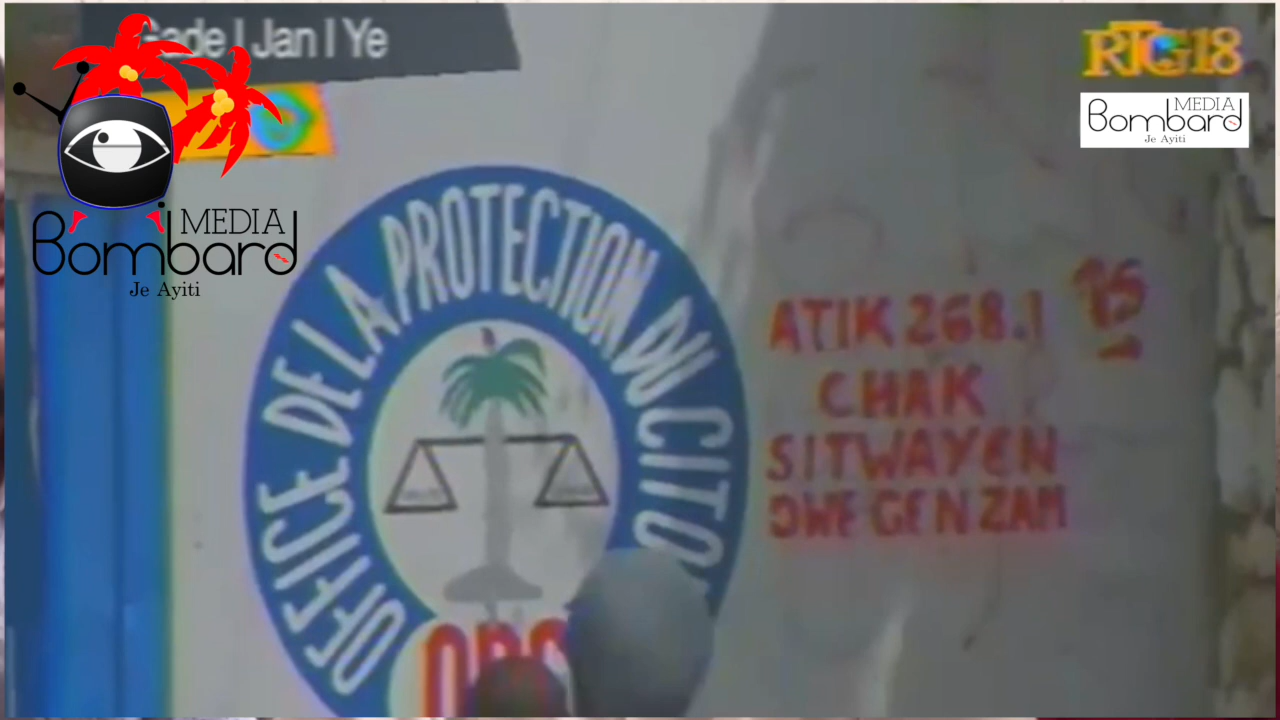 Gade I Jan I Ye
RTG18
MEDIA
Bombard
Je Ayiti
MEDIA
Bombard
Je Ayiti
OFFICE DE LA PROTECTION DU CITO
ATIK 268.1
CHAK
SITWAYEN
DWE GEN ZAM